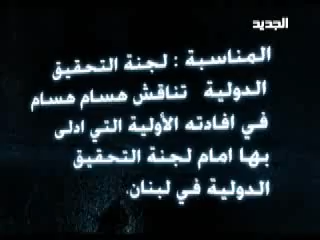 الجديد
المناسبة : لجنة التحقيق
الدولية تناقش هسام هسام
في افادته الأولية التي ادلى
بها امام لجنة التحقيق
الدولية في لبنان.